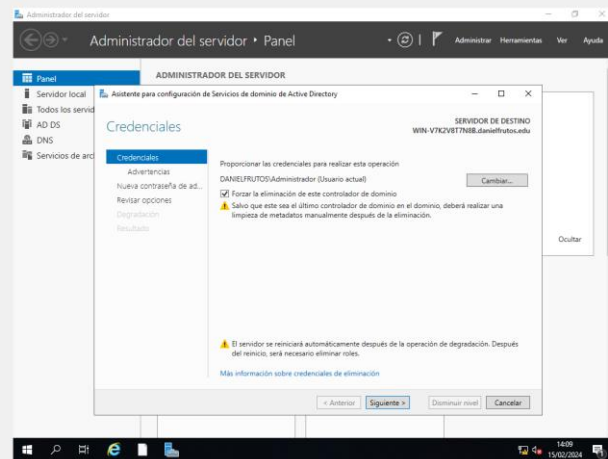 Administrador del servidor
Administrador del servidor • Panel
Administrar Herramientas Ver Ayuda
Panel
Servidor local
Todos los servid
AD DS
DNS
Servicios de arc
ADMINISTRADOR DEL SERVIDOR
Asistente para configuración de Servicios de dominio de Active Directory
Credenciales
SERVIDOR DE DESTINO
WIN-V7K2V8T7N8B.danielfrutos.edu
Credenciales
Advertencias
Nueva contraseña de ad...
Revisar opciones
Degradación
Resultado
Proporcionar las credenciales para realizar esta operación
DANIELFRUTOS\Administrador (Usuario actual)
Cambiar...
Forzar la eliminación de este controlador de dominio
Salvo que este sea el último controlador de dominio en el dominio, deberá realizar una
limpieza de metadatos manualmente después de la eliminación.
El servidor se reiniciará automáticamente después de la operación de degradación. Después
del reinicio, será necesario eliminar roles.
Más información sobre credenciales de eliminación
< Anterior
Siguiente >
Disminuir nivel
Cancelar
Ocultar
14:09
15/02/2024